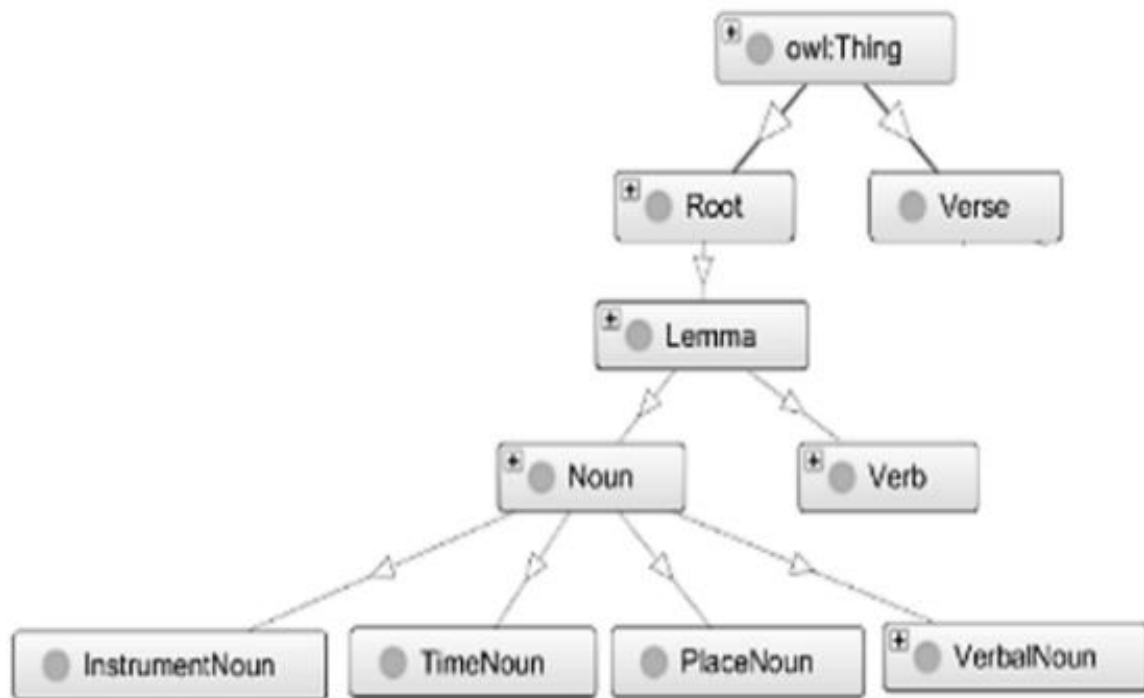 owl:Thing
Root
Verse
Lemma
Noun
Verb
InstrumentNoun
TimeNoun
PlaceNoun
VerbalNoun